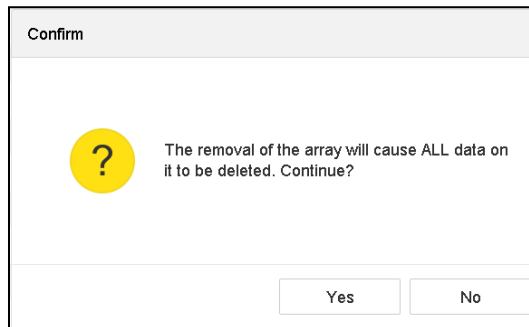 Confirm
?
The removal of the array will cause ALL data on
it to be deleted. Continue?
Yes
No